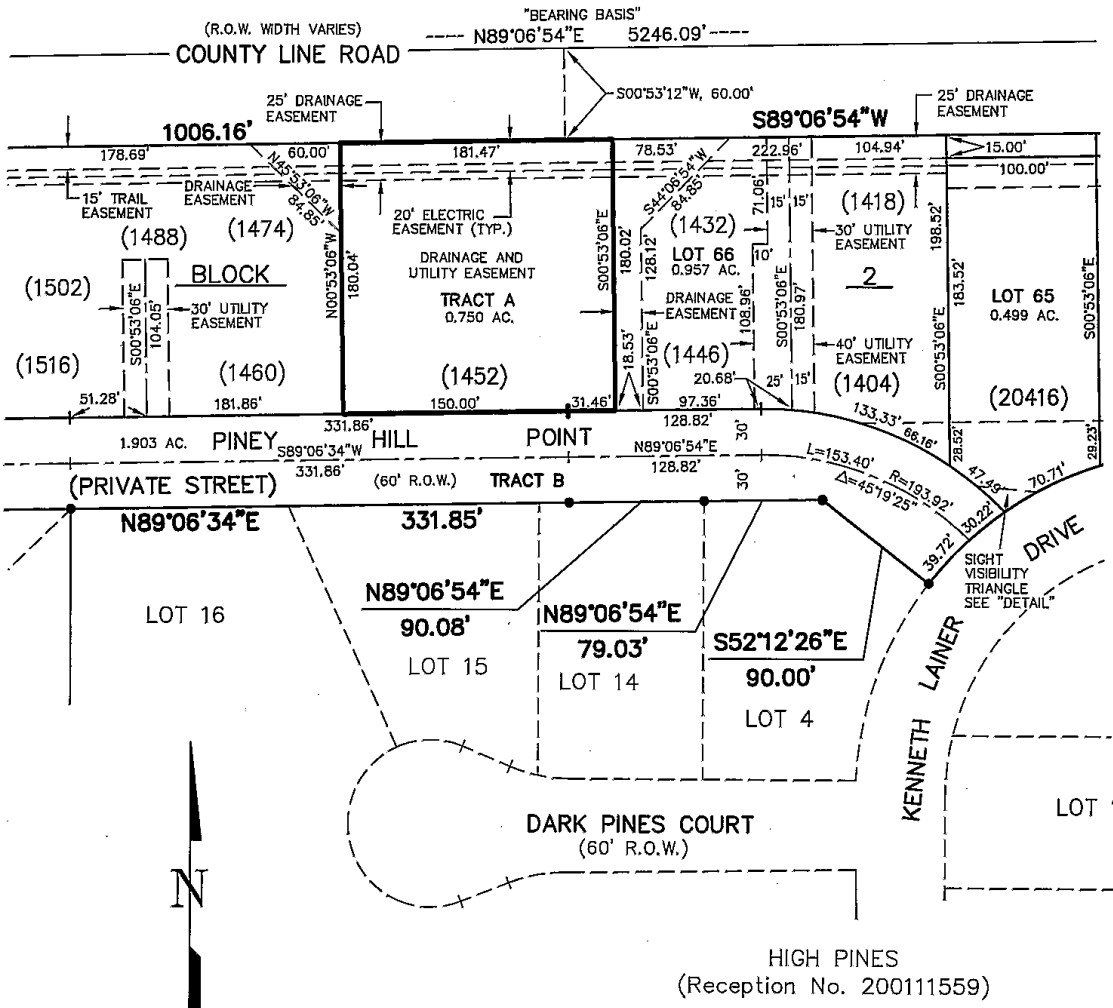 "BEARING BASIS"
(R.O.W. WIDTH VARIES)
---- N89°06'54"E 5246.09' ----
COUNTY LINE ROAD
S00°53'12"W, 60.00'
25' DRAINAGE
EASEMENT
25' DRAINAGE
EASEMENT
1006.16'
S89°06'54"W
178.69'
60.00'
181.47'
78.53'
222.96'
104.94'
15.00'
100.00'
N45°53'06"W
84.85'
S44°06'54"W
84.85'
15' TRAIL
EASEMENT
DRAINAGE
EASEMENT
20' ELECTRIC
EASEMENT (TYP.)
71.06'
15'
15'
(1418)
198.52'
(1488)
(1474)
(1432)
30' UTILITY
EASEMENT
N00°53'06"W
180.04'
S00°53'06"E
180.02'
128.12'
S00°53'06"E
DRAINAGE AND
UTILITY EASEMENT
TRACT A
0.750 AC.
LOT 66
0.957 AC.
10'
BLOCK
2
183.52'
S00°53'06"E
(1502)
S00°53'06"E
104.05'
30' UTILITY
EASEMENT
DRAINAGE
EASEMENT
108.96'
S00°53'06"E
180.97'
LOT 65
0.499 AC.
S00°53'06"E
(1516)
(1460)
(1452)
18.53'
(1446)
40' UTILITY
EASEMENT
(1404)
(20416)
20.68'
25'
15'
51.28'
181.86'
150.00'
31.46'
97.36'
133.33'
66.16'
28.52'
29.23'
331.86'
128.82'
30'
1.903 AC.
PINEY HILL POINT
S89°06'34"W
331.86'
N89°06'54"E
128.82'
30'
L=153.40'
R=193.92'
Δ=45°19'25"
47.49'
70.71'
(PRIVATE STREET)
(60' R.O.W.)
TRACT B
30.22'
39.72'
N89°06'34"E
331.85'
SIGHT
VISIBILITY
TRIANGLE
SEE "DETAIL"
KENNETH LAINER DRIVE
LOT 16
N89°06'54"E
90.08'
LOT 15
N89°06'54"E
79.03'
LOT 14
S52°12'26"E
90.00'
LOT 4
N
DARK PINES COURT
(60' R.O.W.)
LOT
HIGH PINES
(Reception No. 200111559)